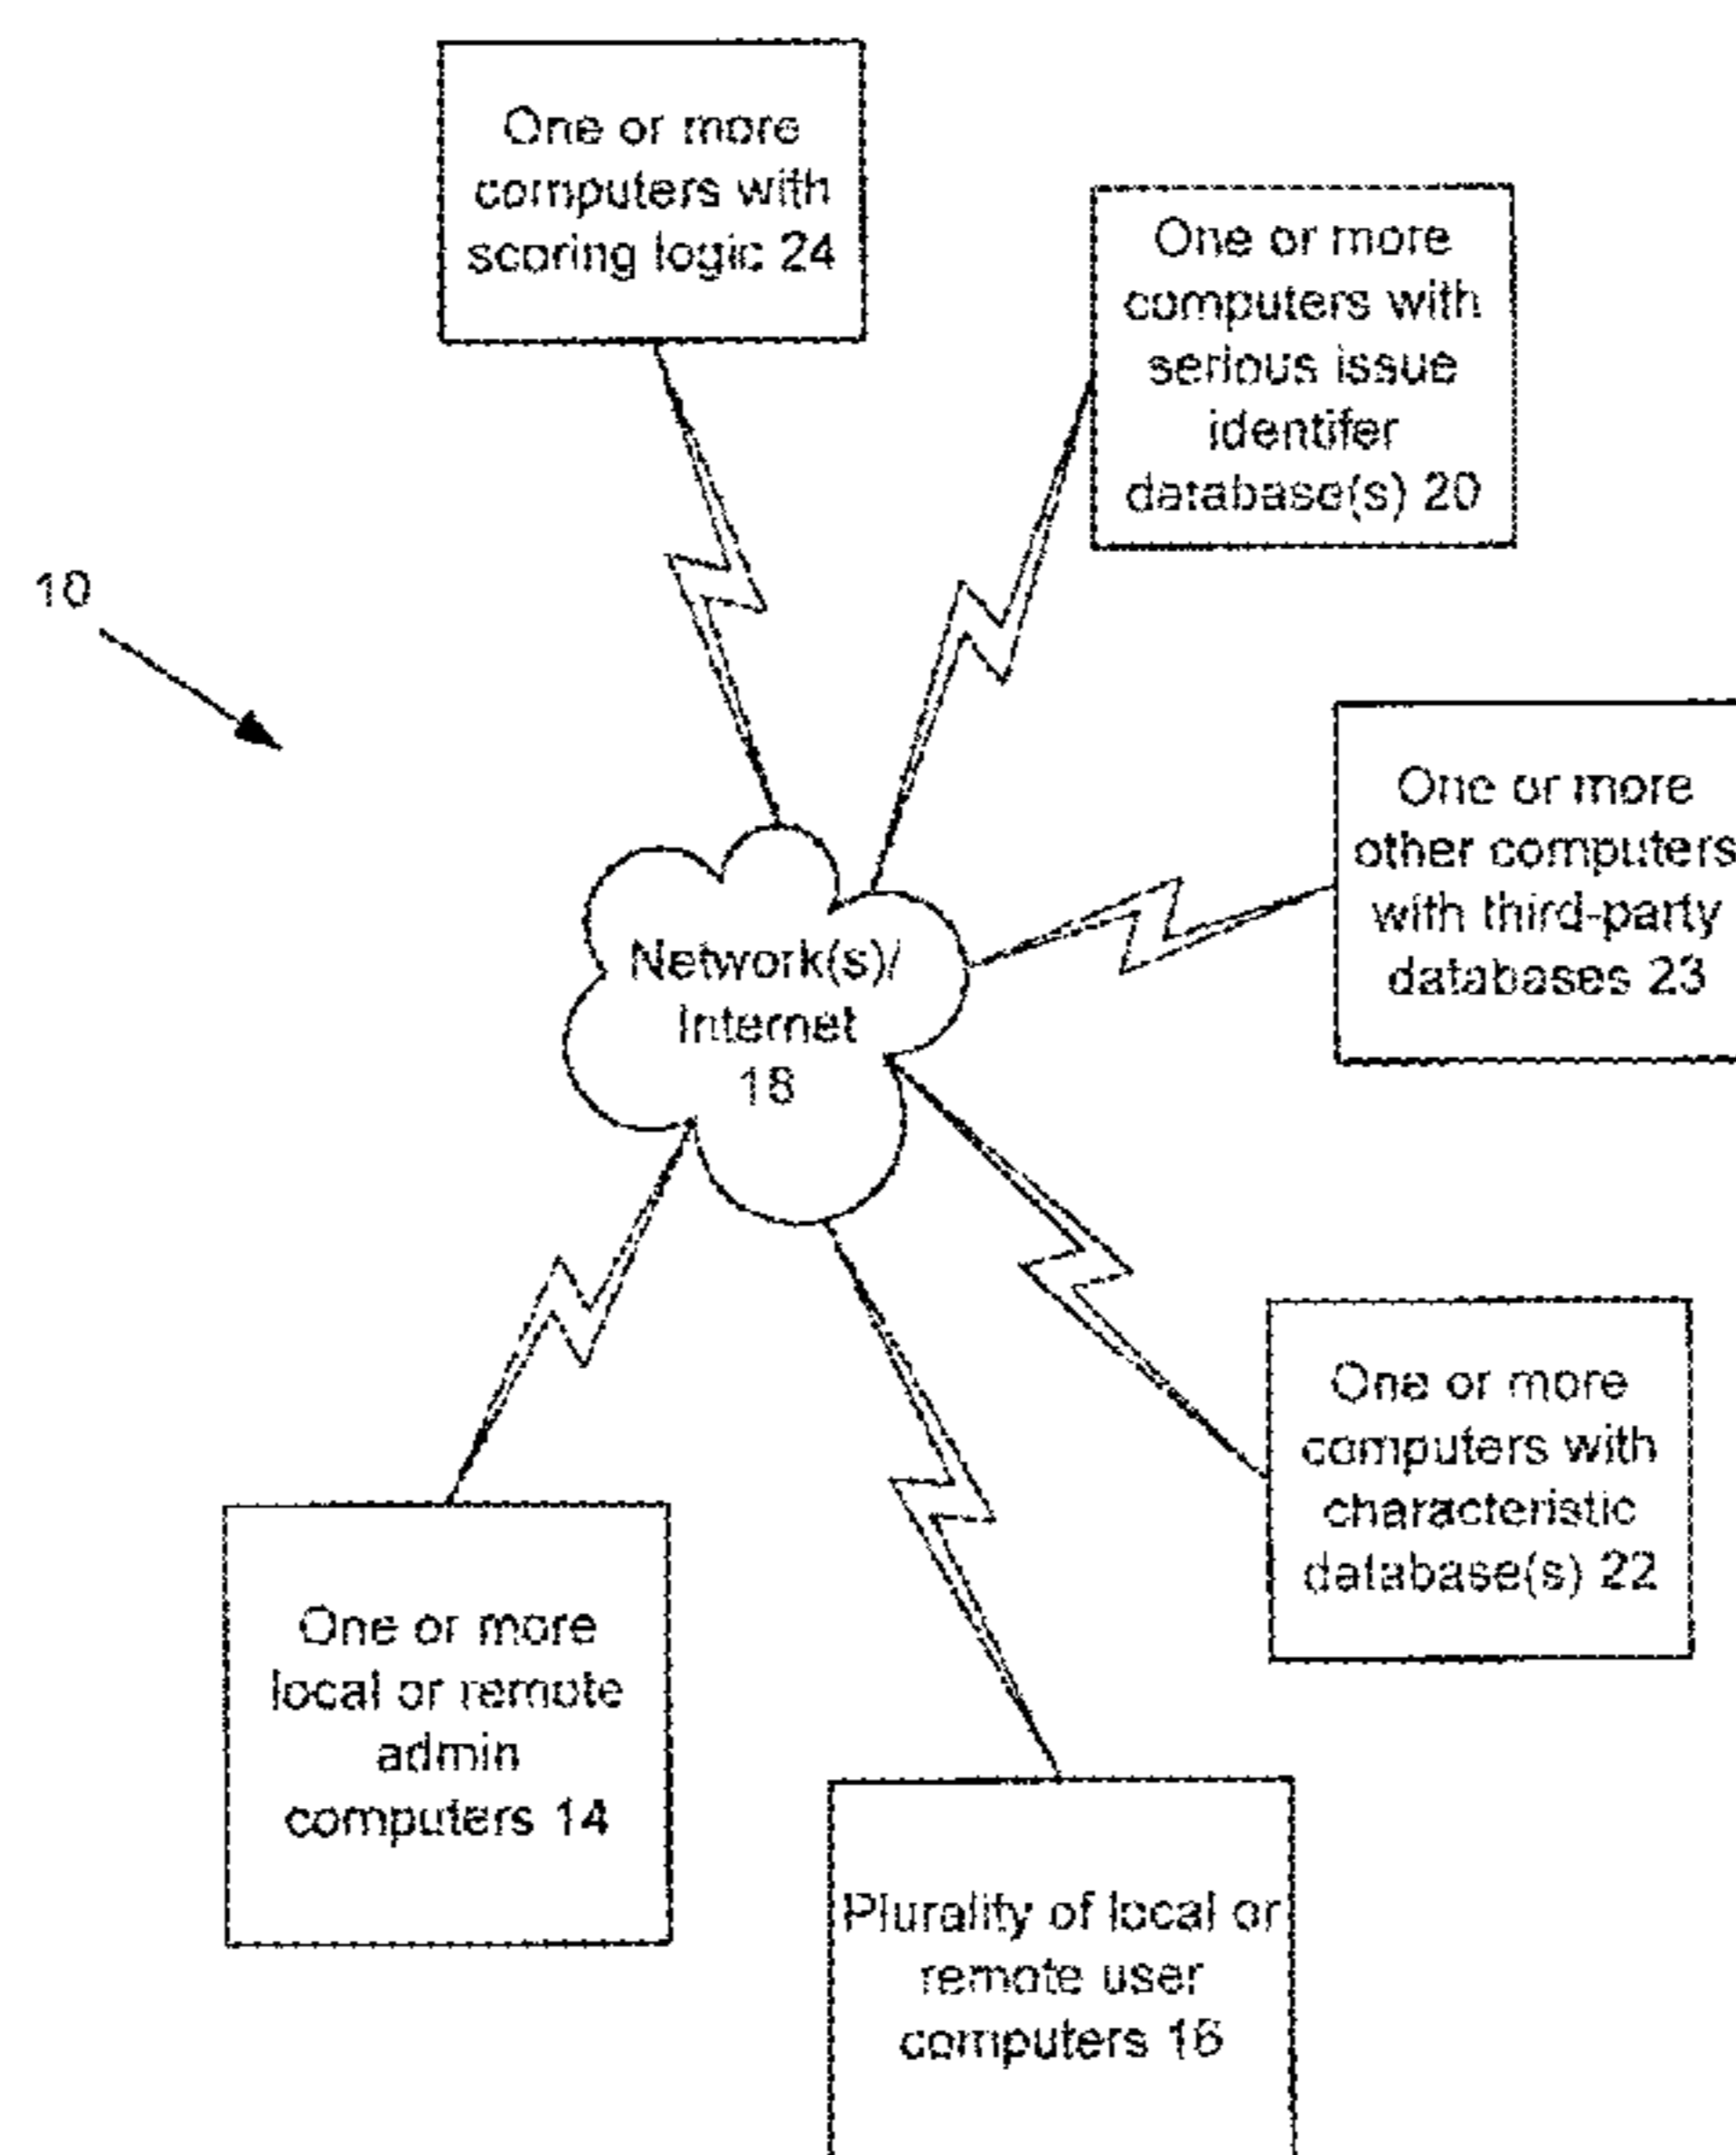 One or more
computers with
scoring logic 24
One or more
computers with
serious issue
identifer
database(s) 20
10
One or more
other computers
with third-party
databases 23
Network(s)/
Internet
18
One or more
computers with
characteristic
database(s) 22
One or more
local or remote
admin
computers 14
Plurality of local or
remote user
computers 16